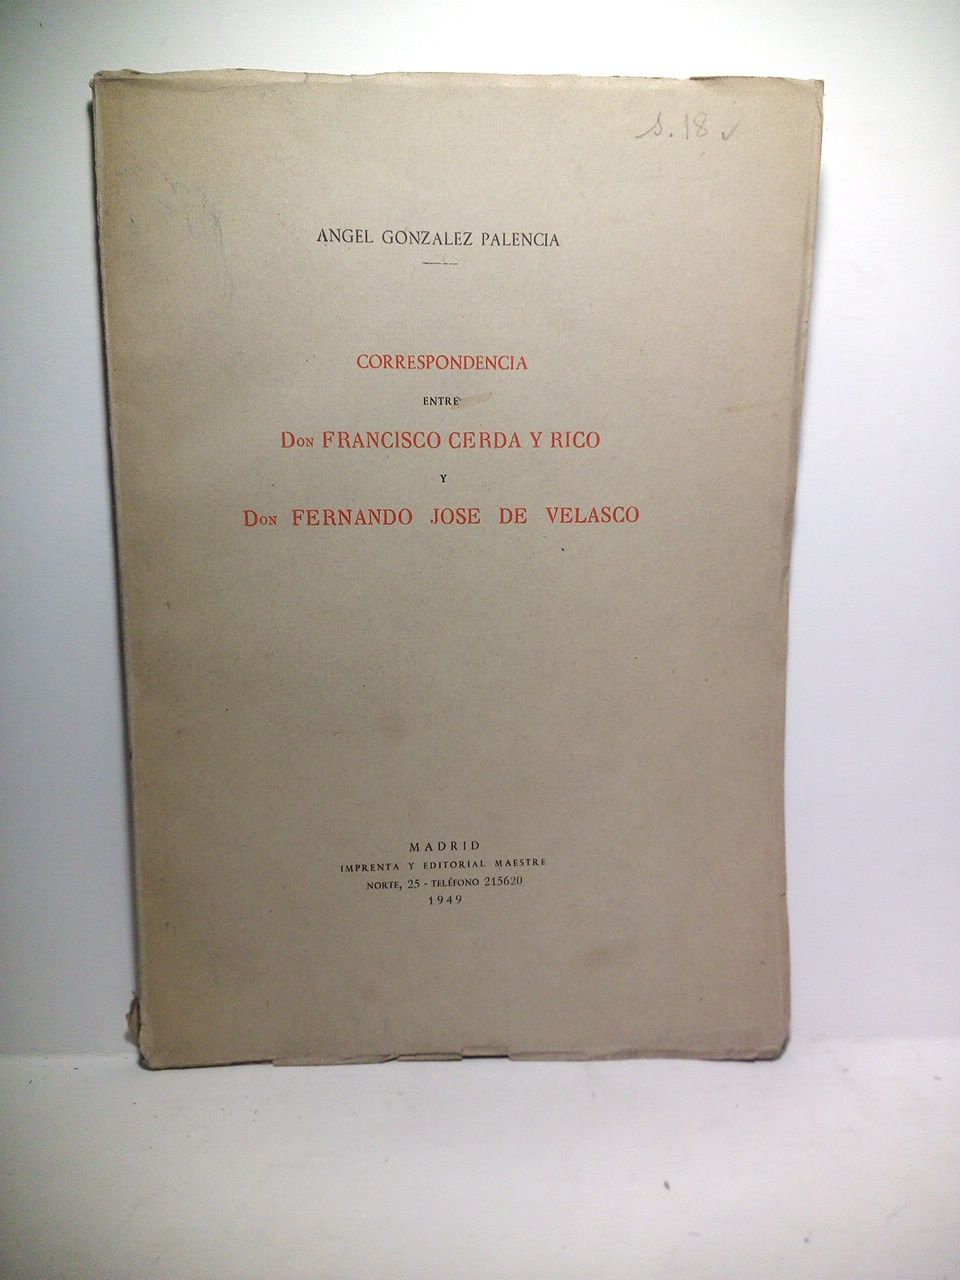 s. 18
ANGEL GONZALEZ PALENCIA
CORRESPONDENCIA
ENTRE
DON FRANCISCO CERDA Y RICO
Y
DON FERNANDO JOSE DE VELASCO
MADRID
IMPRENTA Y EDITORIAL MAESTRE
NORTE, 25 - TELÉFONO 215620
1949